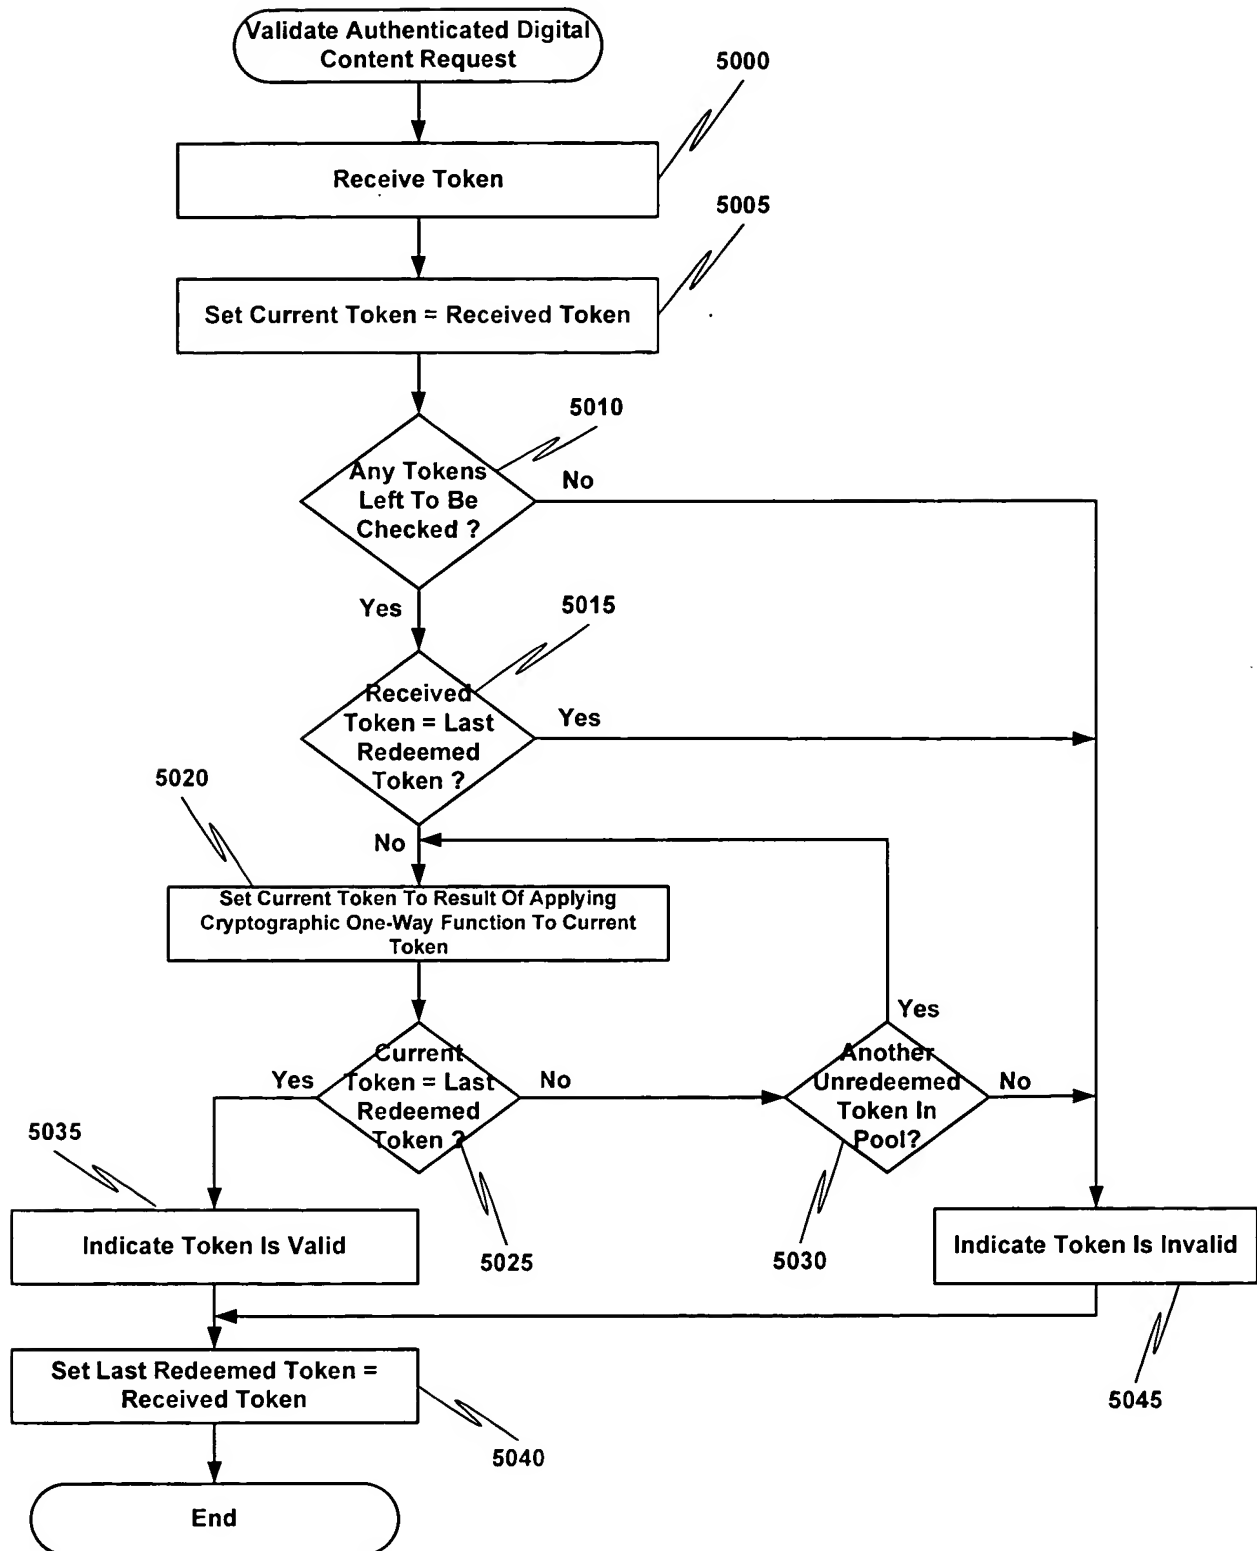 Validate Authenticated Digital
Content Request
5000
Receive Token
5005
Set Current Token = Received Token
5010
Any Tokens
Left To Be
Checked ?
No
Yes
5015
Received
Token = Last
Redeemed
Token ?
Yes
5020
No
Set Current Token To Result Of Applying
Cryptographic One-Way Function To Current
Token
Yes
Current
Token = Last
Redeemed
Token ?
Yes
No
Another
Unredeemed
Token In
Pool?
No
5035
Indicate Token Is Valid
5025
5030
Indicate Token Is Invalid
Set Last Redeemed Token =
Received Token
5045
5040
End